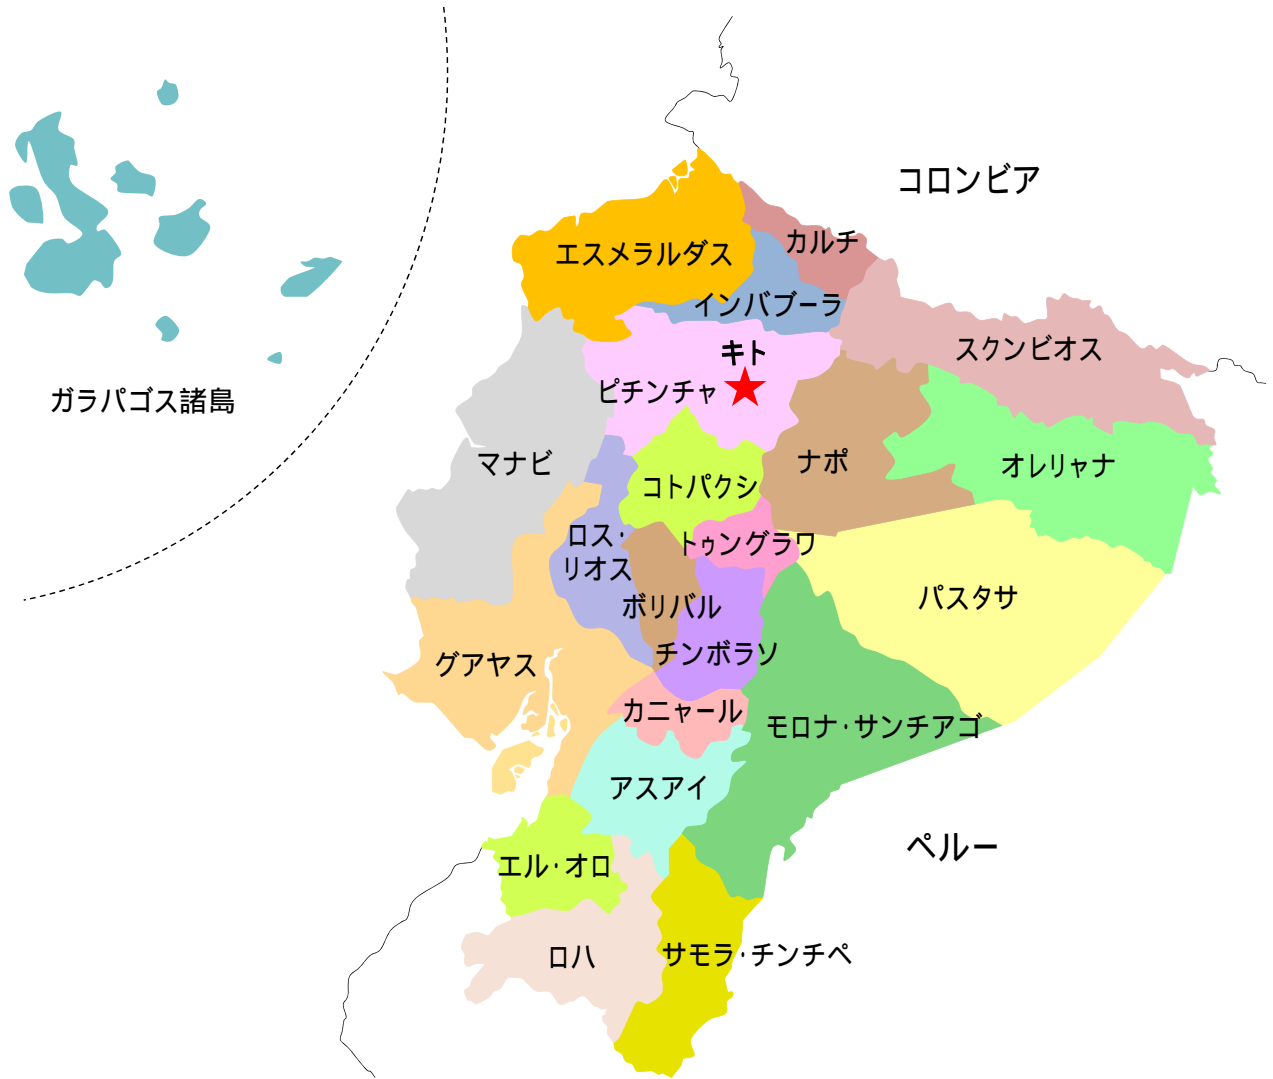 コロンビア
カルチ
エスメラルダス
インバブーラ
スクンビオス
キト
ピチンチャ
ガラパゴス諸島
マナビ
ナポ
オレリャナ
コトパクシ
ロス・
リオス
トゥングラワ
パスタサ
ボリバル
チンボラソ
グアヤス
カニャール
モロナ・サンチアゴ
アスアイ
ペルー
エル・オロ
ロハ
サモラ・チンチペ